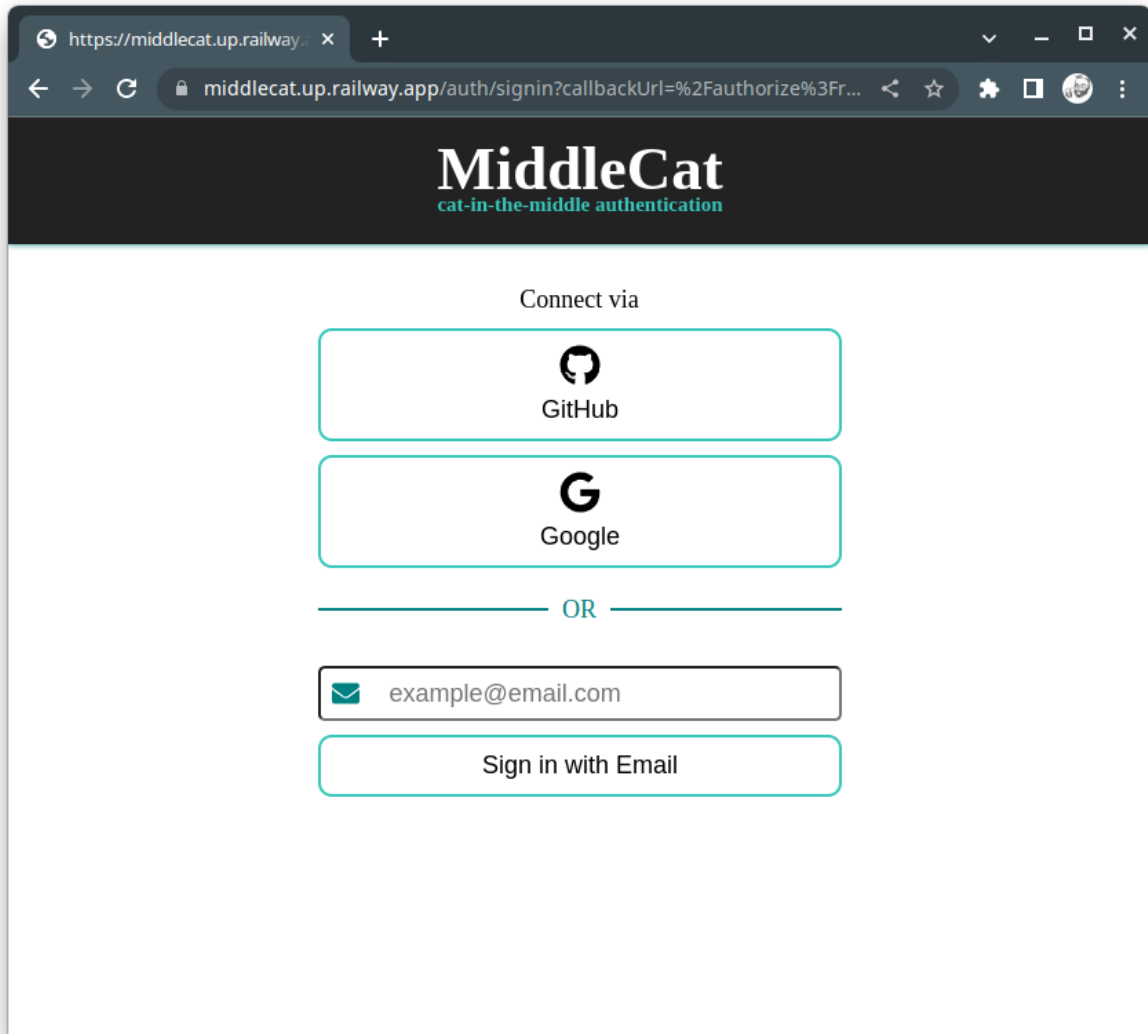 https://middlecat.up.railway.a
middlecat.up.railway.app/auth/signin?callbackUrl=%2Fauthorize%3Fr...
MiddleCat
cat-in-the-middle authentication
Connect via
GitHub
Google
OR
example@email.com
Sign in with Email